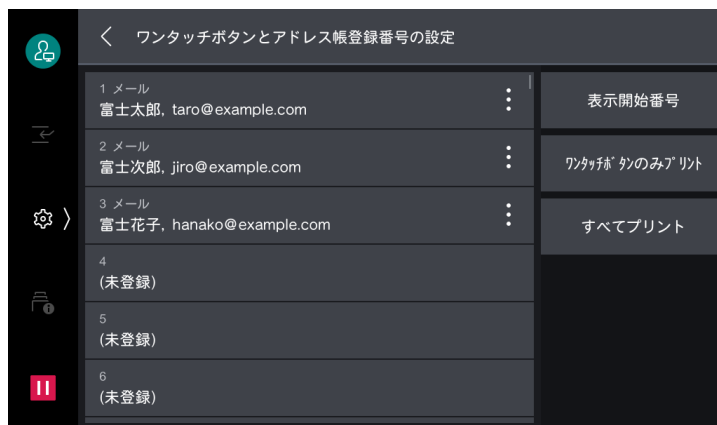 ワンタッチボタンとアドレス帳登録番号の設定
1 メール
富士太郎, taro@example.com
2 メール
富士次郎, jiro@example.com
3 メール
富士花子, hanako@example.com
4
(未登録)
5
(未登録)
6
(未登録)
表示開始番号
ﾜﾝﾀｯﾁﾎﾞﾀﾝのみﾌﾟﾘﾝﾄ
すべてプリント